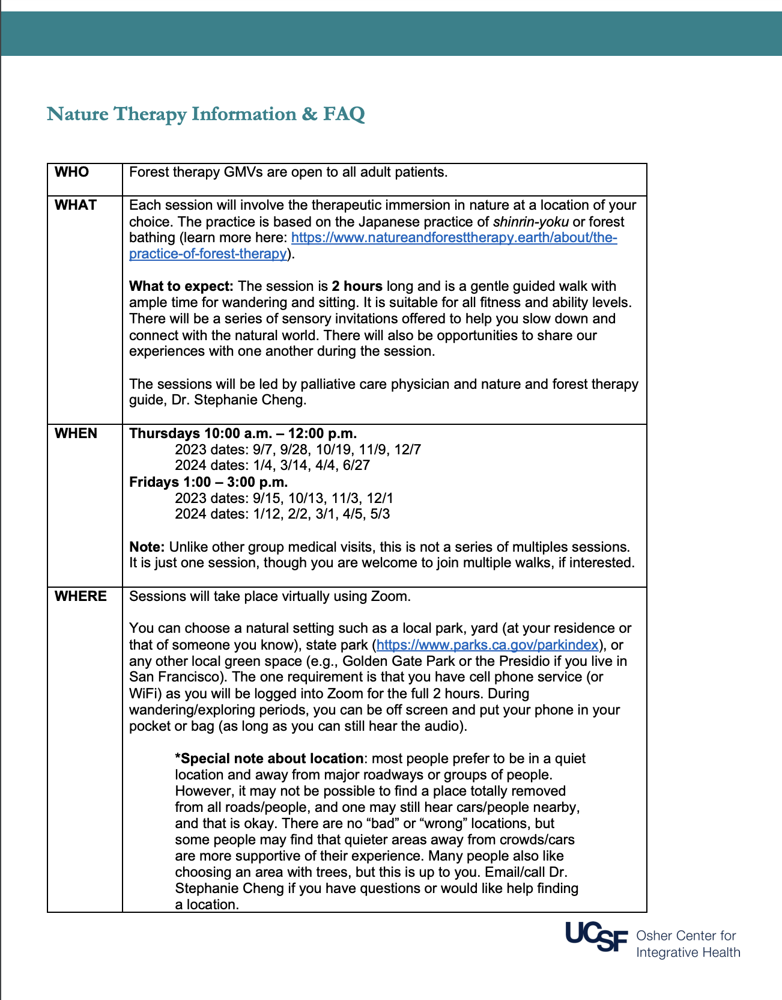 Nature Therapy Information & FAQ
WHO
Forest therapy GMVs are open to all adult patients.
WHAT
Each session will involve the therapeutic immersion in nature at a location of your
choice. The practice is based on the Japanese practice of shinrin-yoku or forest
bathing (learn more here: https://www.natureandforesttherapy.earth/about/the-
practice-of-forest-therapy).
What to expect: The session is 2 hours long and is a gentle guided walk with
ample time for wandering and sitting. It is suitable for all fitness and ability levels.
There will be a series of sensory invitations offered to help you slow down and
connect with the natural world. There will also be opportunities to share our
experiences with one another during the session.
The sessions will be led by palliative care physician and nature and forest therapy
guide, Dr. Stephanie Cheng.
WHEN
Thursdays 10:00 a.m. – 12:00 p.m.
2023 dates: 9/7, 9/28, 10/19, 11/9, 12/7
2024 dates: 1/4, 3/14, 4/4, 6/27
Fridays 1:00 – 3:00 p.m.
2023 dates: 9/15, 10/13, 11/3, 12/1
2024 dates: 1/12, 2/2, 3/1, 4/5, 5/3
Note: Unlike other group medical visits, this is not a series of multiples sessions.
It is just one session, though you are welcome to join multiple walks, if interested.
WHERE
Sessions will take place virtually using Zoom.
You can choose a natural setting such as a local park, yard (at your residence or
that of someone you know), state park (https://www.parks.ca.gov/parkindex), or
any other local green space (e.g., Golden Gate Park or the Presidio if you live in
San Francisco). The one requirement is that you have cell phone service (or
WiFi) as you will be logged into Zoom for the full 2 hours. During
wandering/exploring periods, you can be off screen and put your phone in your
pocket or bag (as long as you can still hear the audio).
*Special note about location: most people prefer to be in a quiet
location and away from major roadways or groups of people.
However, it may not be possible to find a place totally removed
from all roads/people, and one may still hear cars/people nearby,
and that is okay. There are no “bad” or “wrong” locations, but
some people may find that quieter areas away from crowds/cars
are more supportive of their experience. Many people also like
choosing an area with trees, but this is up to you. Email/call Dr.
Stephanie Cheng if you have questions or would like help finding
a location.
UCSF
Osher Center for
Integrative Health